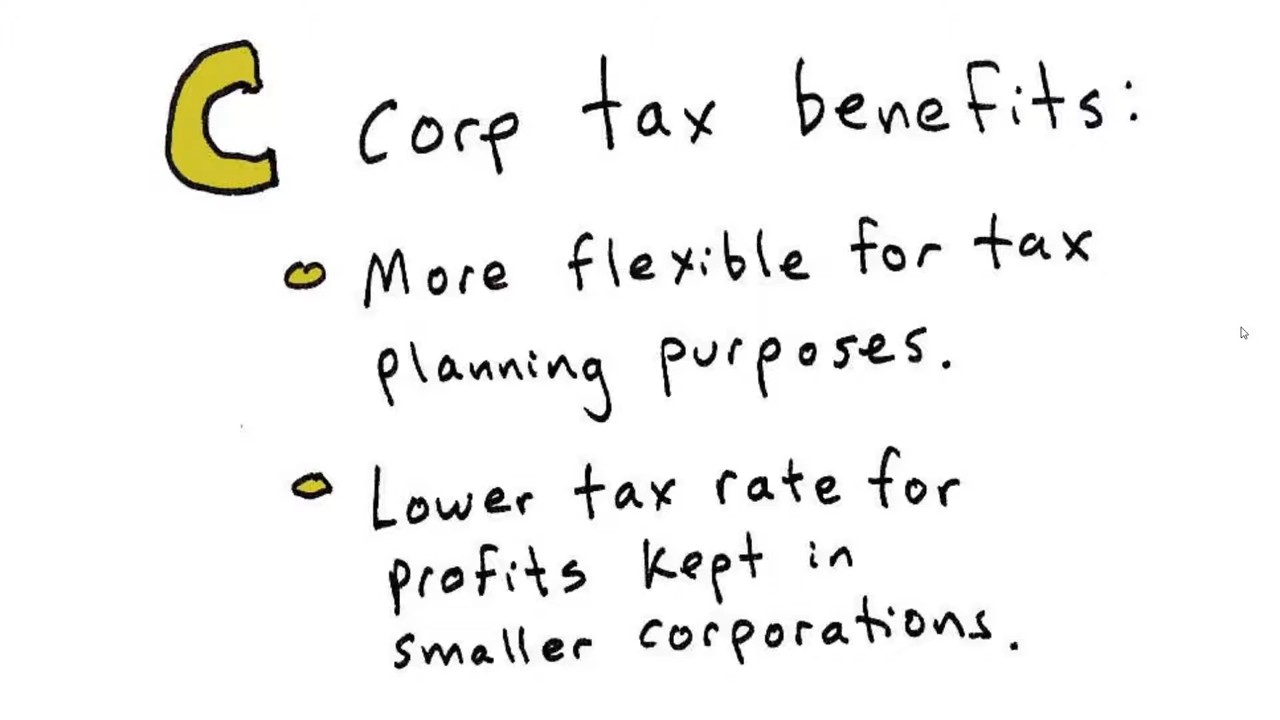 C corp tax benefits:
More flexible for tax
planning purposes.
Lower tax rate for
profits kept in
smaller corporations.